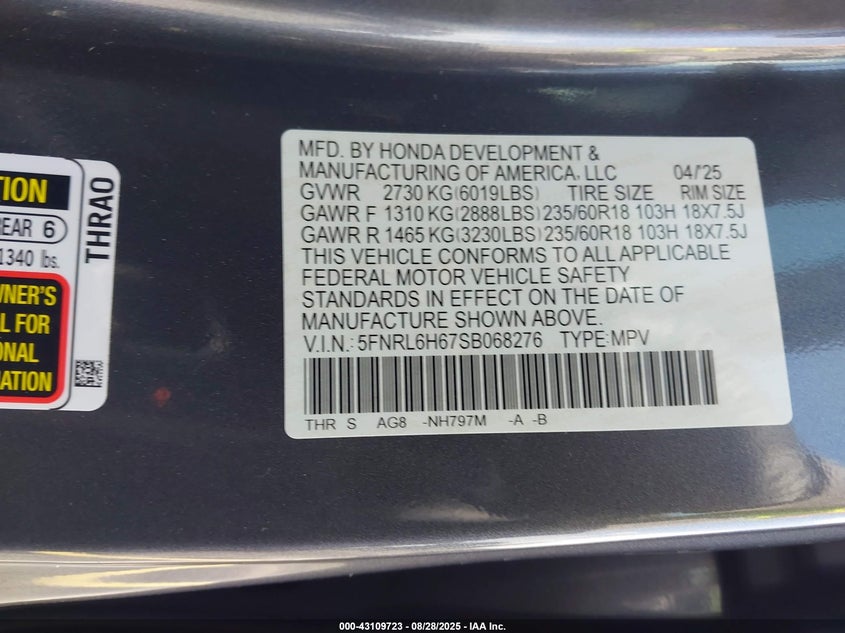 TION
REAR 6
1340 lbs.
WNER'S
L FOR
ONAL
MATION
THRA0
MFD. BY HONDA DEVELOPMENT &
MANUFACTURING OF AMERICA, LLC 04/'25
GVWR 2730 KG(6019LBS) TIRE SIZE RIM SIZE
GAWR F 1310 KG(2888LBS)235/60R18 103H 18X7.5J
GAWR R 1465 KG(3230LBS)235/60R18 103H 18X7.5J
THIS VEHICLE CONFORMS TO ALL APPLICABLE
FEDERAL MOTOR VEHICLE SAFETY
STANDARDS IN EFFECT ON THE DATE OF
MANUFACTURE SHOWN ABOVE.
V.I.N.: 5FNRL6H67SB068276 TYPE:MPV
THR S AG8 -NH797M -A -B
000-43109723 | 08/28/2025 - IAA Inc.